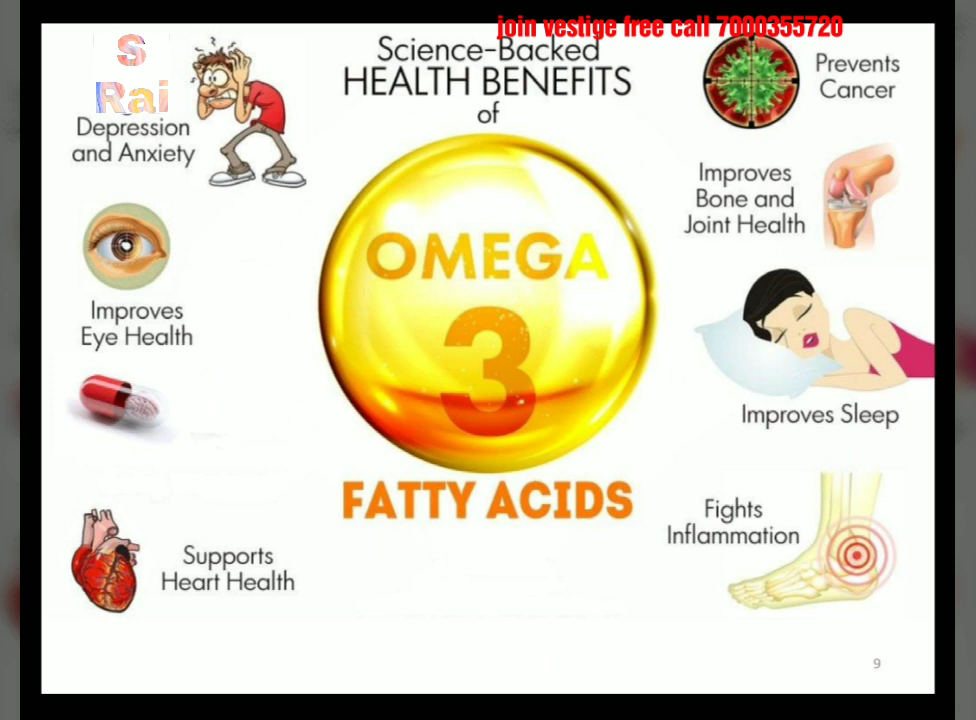 join vestige free call 7000355720
S
Rai
Depression
and Anxiety
Science-Backed
HEALTH BENEFITS
of
Prevents
Cancer
Improves
Bone and
Joint Health
OMEGA
3
Improves
Eye Health
Improves Sleep
FATTY ACIDS
Fights
Inflammation
Supports
Heart Health
9